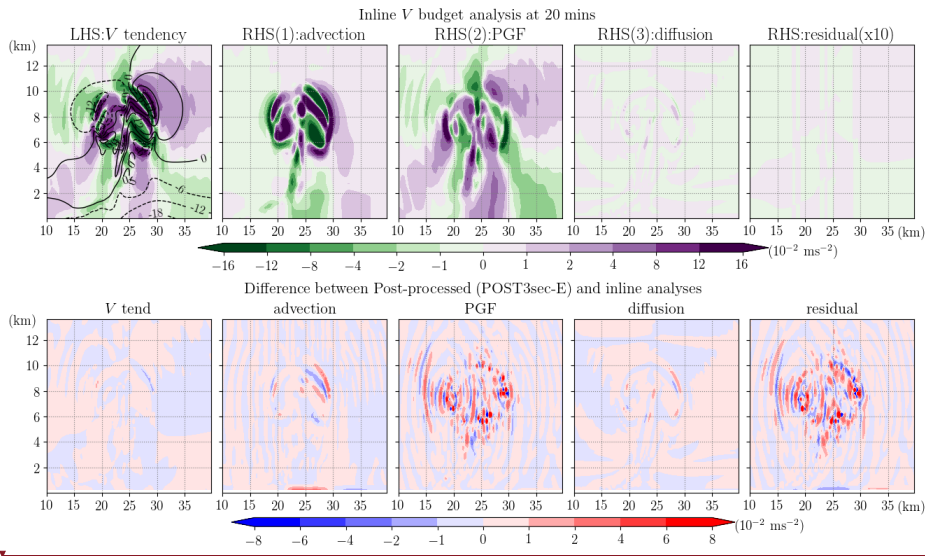 Inline V budget analysis at 20 mins
(km) LHS:V tendency RHS(1):advection RHS(2):PGF RHS(3):diffusion RHS:residual(x10)
12
10
8
6
4
2
0
-6
-12
-18
10 15 20 25 30 35 10 15 20 25 30 35 10 15 20 25 30 35 10 15 20 25 30 35 10 15 20 25 30 35 (km)
−16 −12 −8 −4 −2 −1 0 1 2 4 8 12 16 (10⁻² ms⁻²)
Difference between Post-processed (POST3sec-E) and inline analyses
(km) V tend advection PGF diffusion residual
12
10
8
6
4
2
10 15 20 25 30 35 10 15 20 25 30 35 10 15 20 25 30 35 10 15 20 25 30 35 10 15 20 25 30 35 (km)
−8 −6 −4 −2 −1 0 1 2 4 6 8 (10⁻² ms⁻²)